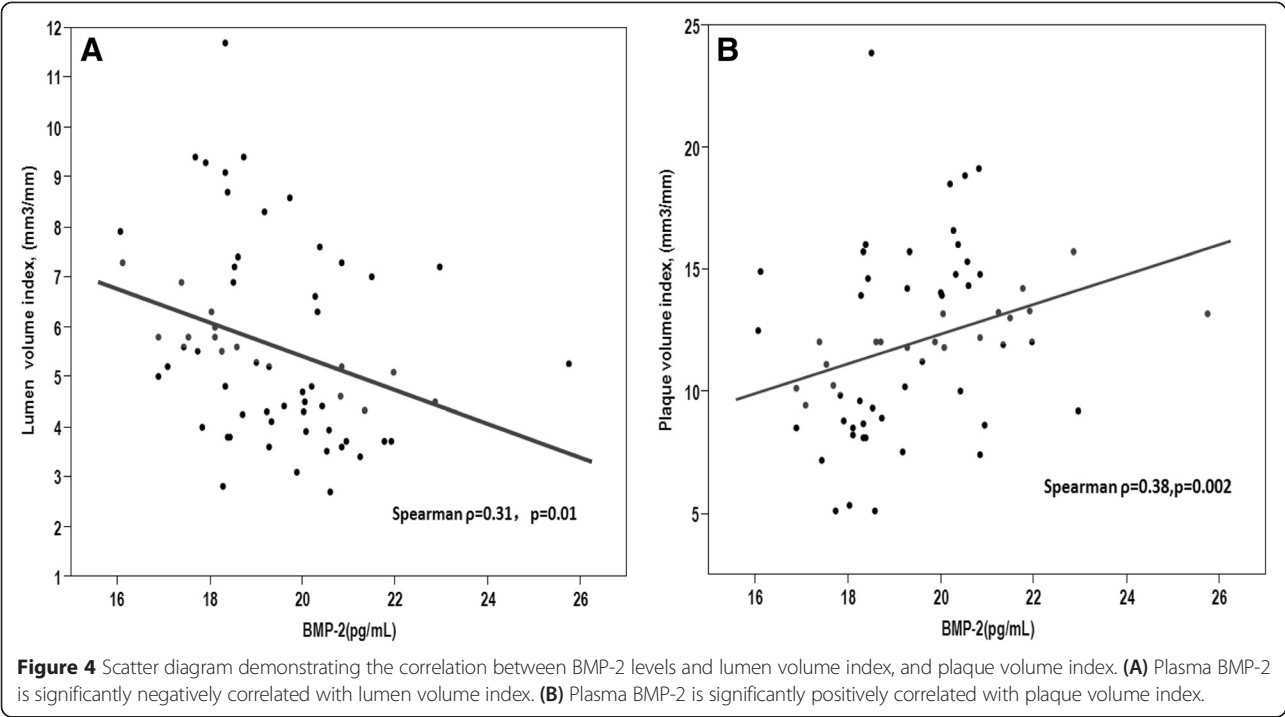 A
Lumen volume index, (mm3/mm)
12
11
10
9
8
7
6
5
4
3
2
1
Spearman ρ=0.31， p=0.01
16 18 20 22 24 26
BMP-2(pg/mL)
B
Plaque volume index, (mm3/mm)
25
20
15
10
5
Spearman ρ=0.38,p=0.002
16 18 20 22 24 26
BMP-2(pg/mL)
Figure 4 Scatter diagram demonstrating the correlation between BMP-2 levels and lumen volume index, and plaque volume index. (A) Plasma BMP-2
is significantly negatively correlated with lumen volume index. (B) Plasma BMP-2 is significantly positively correlated with plaque volume index.